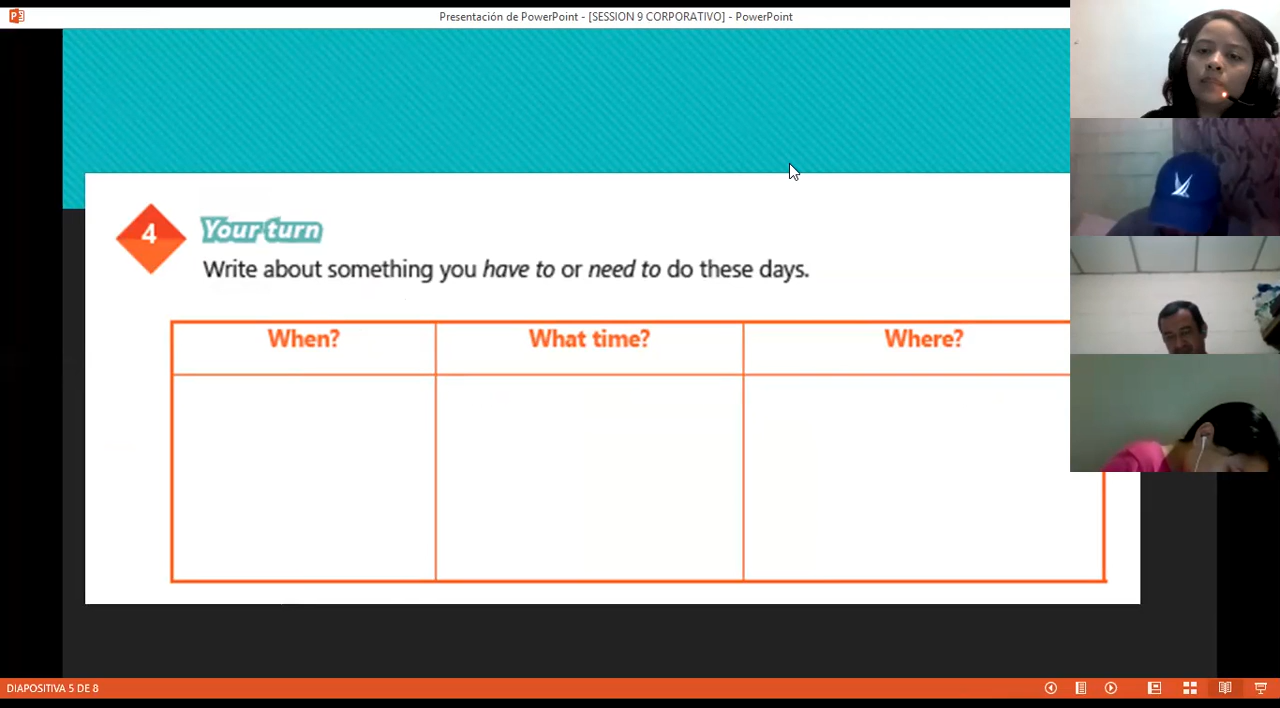 Presentación de PowerPoint - [SESSION 9 CORPORATIVO] - PowerPoint
4
Your turn
Write about something you have to or need to do these days.
When? What time? Where?
DIAPOSITIVA 5 DE 8